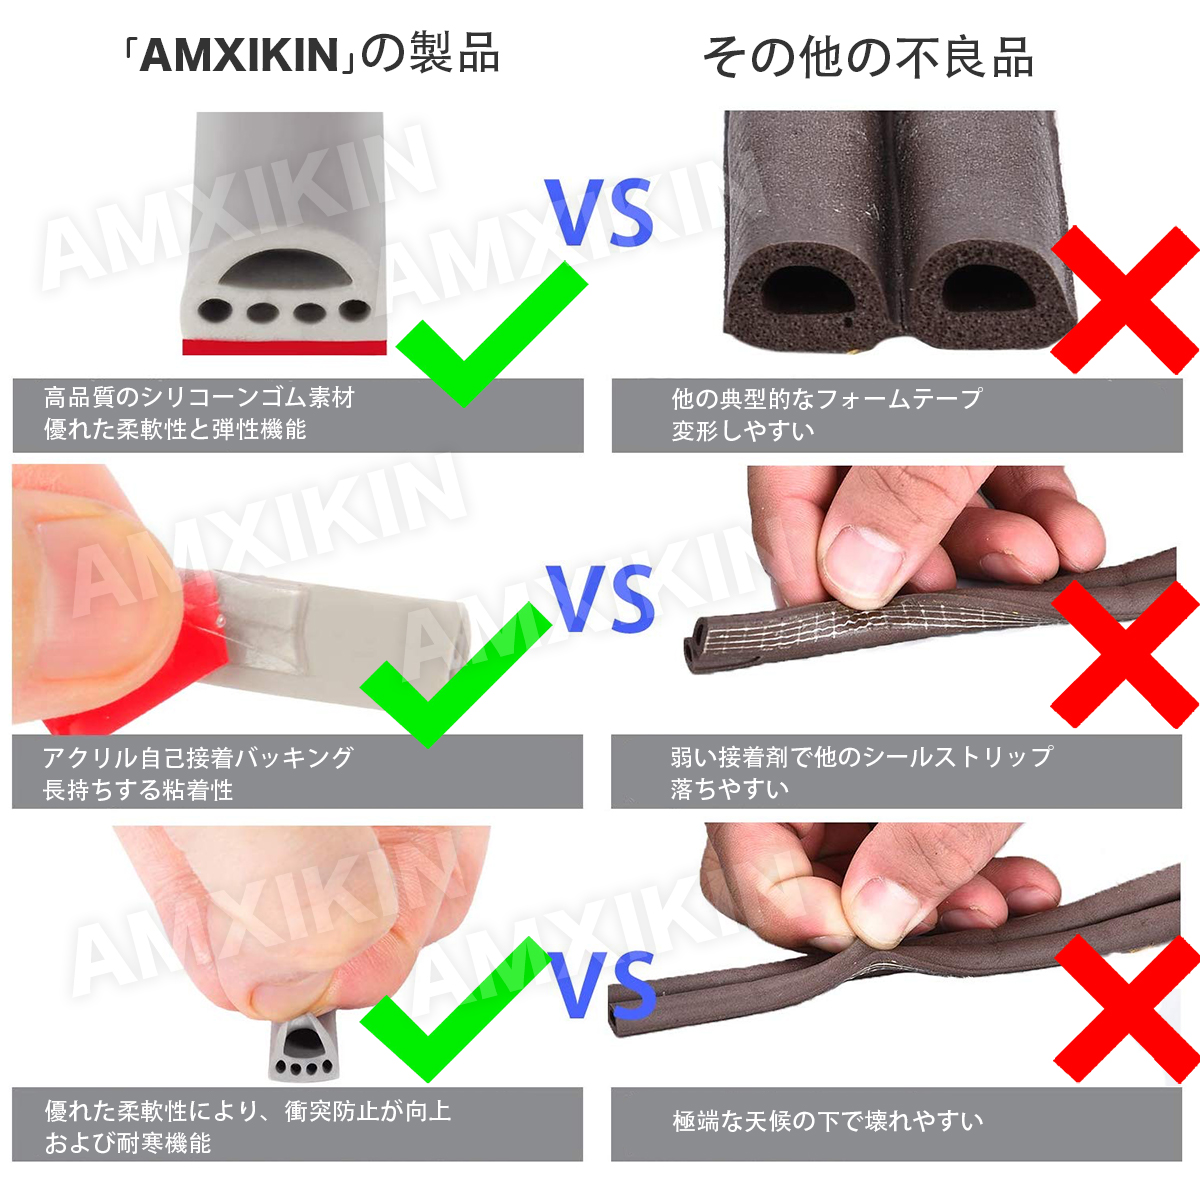 「AMXIKIN」の製品
その他の不良品
AMXIKIN
AMXIKIN
VS
高品質のシリコーンゴム素材
優れた柔軟性と弾性機能
他の典型的なフォームテープ
変形しやすい
AMXIKIN
AMXIKIN
VS
アクリル自己接着バッキング
長持ちする粘着性
弱い接着剤で他のシールストリップ
落ちやすい
AMXIKIN
AMXIKIN
VS
優れた柔軟性により、衝突防止が向上
および耐寒機能
極端な天候の下で壊れやすい